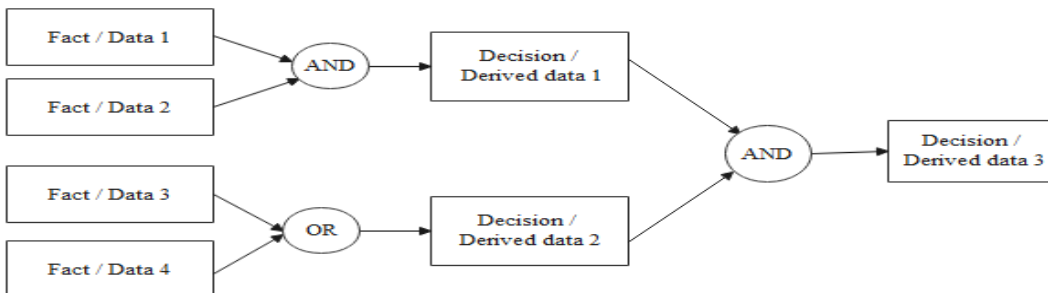 Fact / Data 1
Fact / Data 2
AND
Decision /
Derived data 1
Fact / Data 3
Fact / Data 4
OR
Decision /
Derived data 2
AND
Decision /
Derived data 3